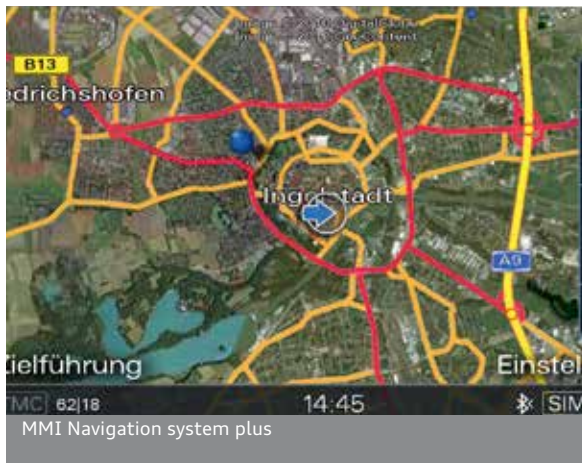 B13
edrichshofen
Ingolstadt
A9
Zielführung
Einstel
TMC 62|18
14:45
SIM
MMI Navigation system plus